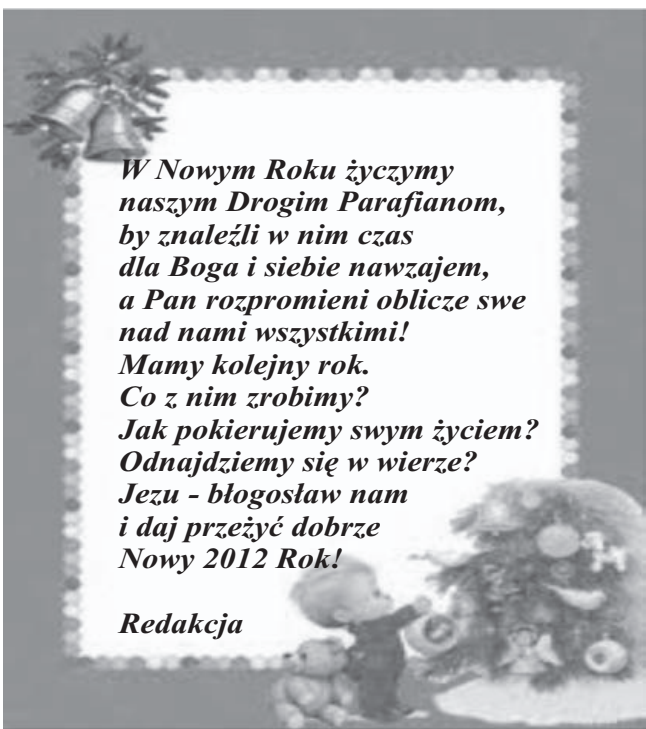 W Nowym Roku życzymy
naszym Drogim Parafianom,
by znaleźli w nim czas
dla Boga i siebie nawzajem,
a Pan rozpromieni oblicze swe
nad nami wszystkimi!
Mamy kolejny rok.
Co z nim zrobimy?
Jak pokierujemy swym życiem?
Odnajdziemy się w wierze?
Jezu - błogosław nam
i daj przeżyć dobrze
Nowy 2012 Rok!
Redakcja